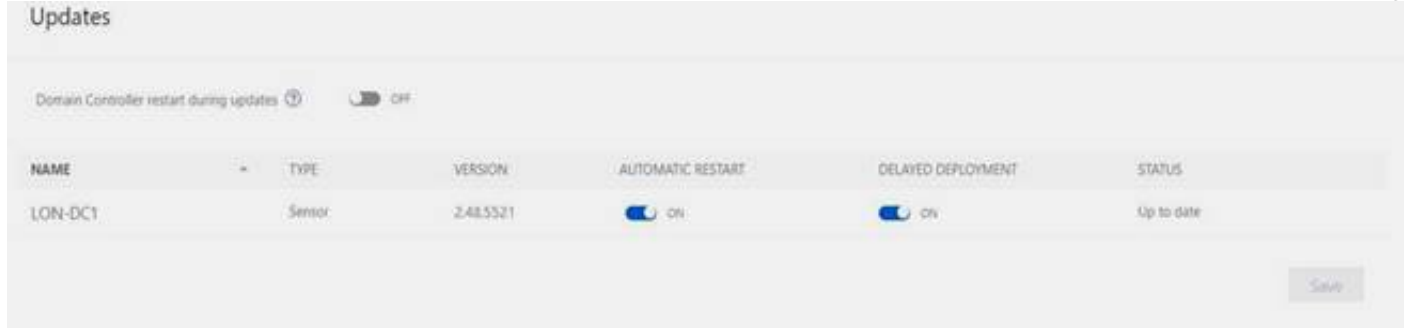 Updates
Domain Controller restart during updates ? OFF
NAME TYPE VERSION AUTOMATIC RESTART DELAYED DEPLOYMENT STATUS
LON-DC1 Sensor 2.48.5521 ON ON Up to date
Save